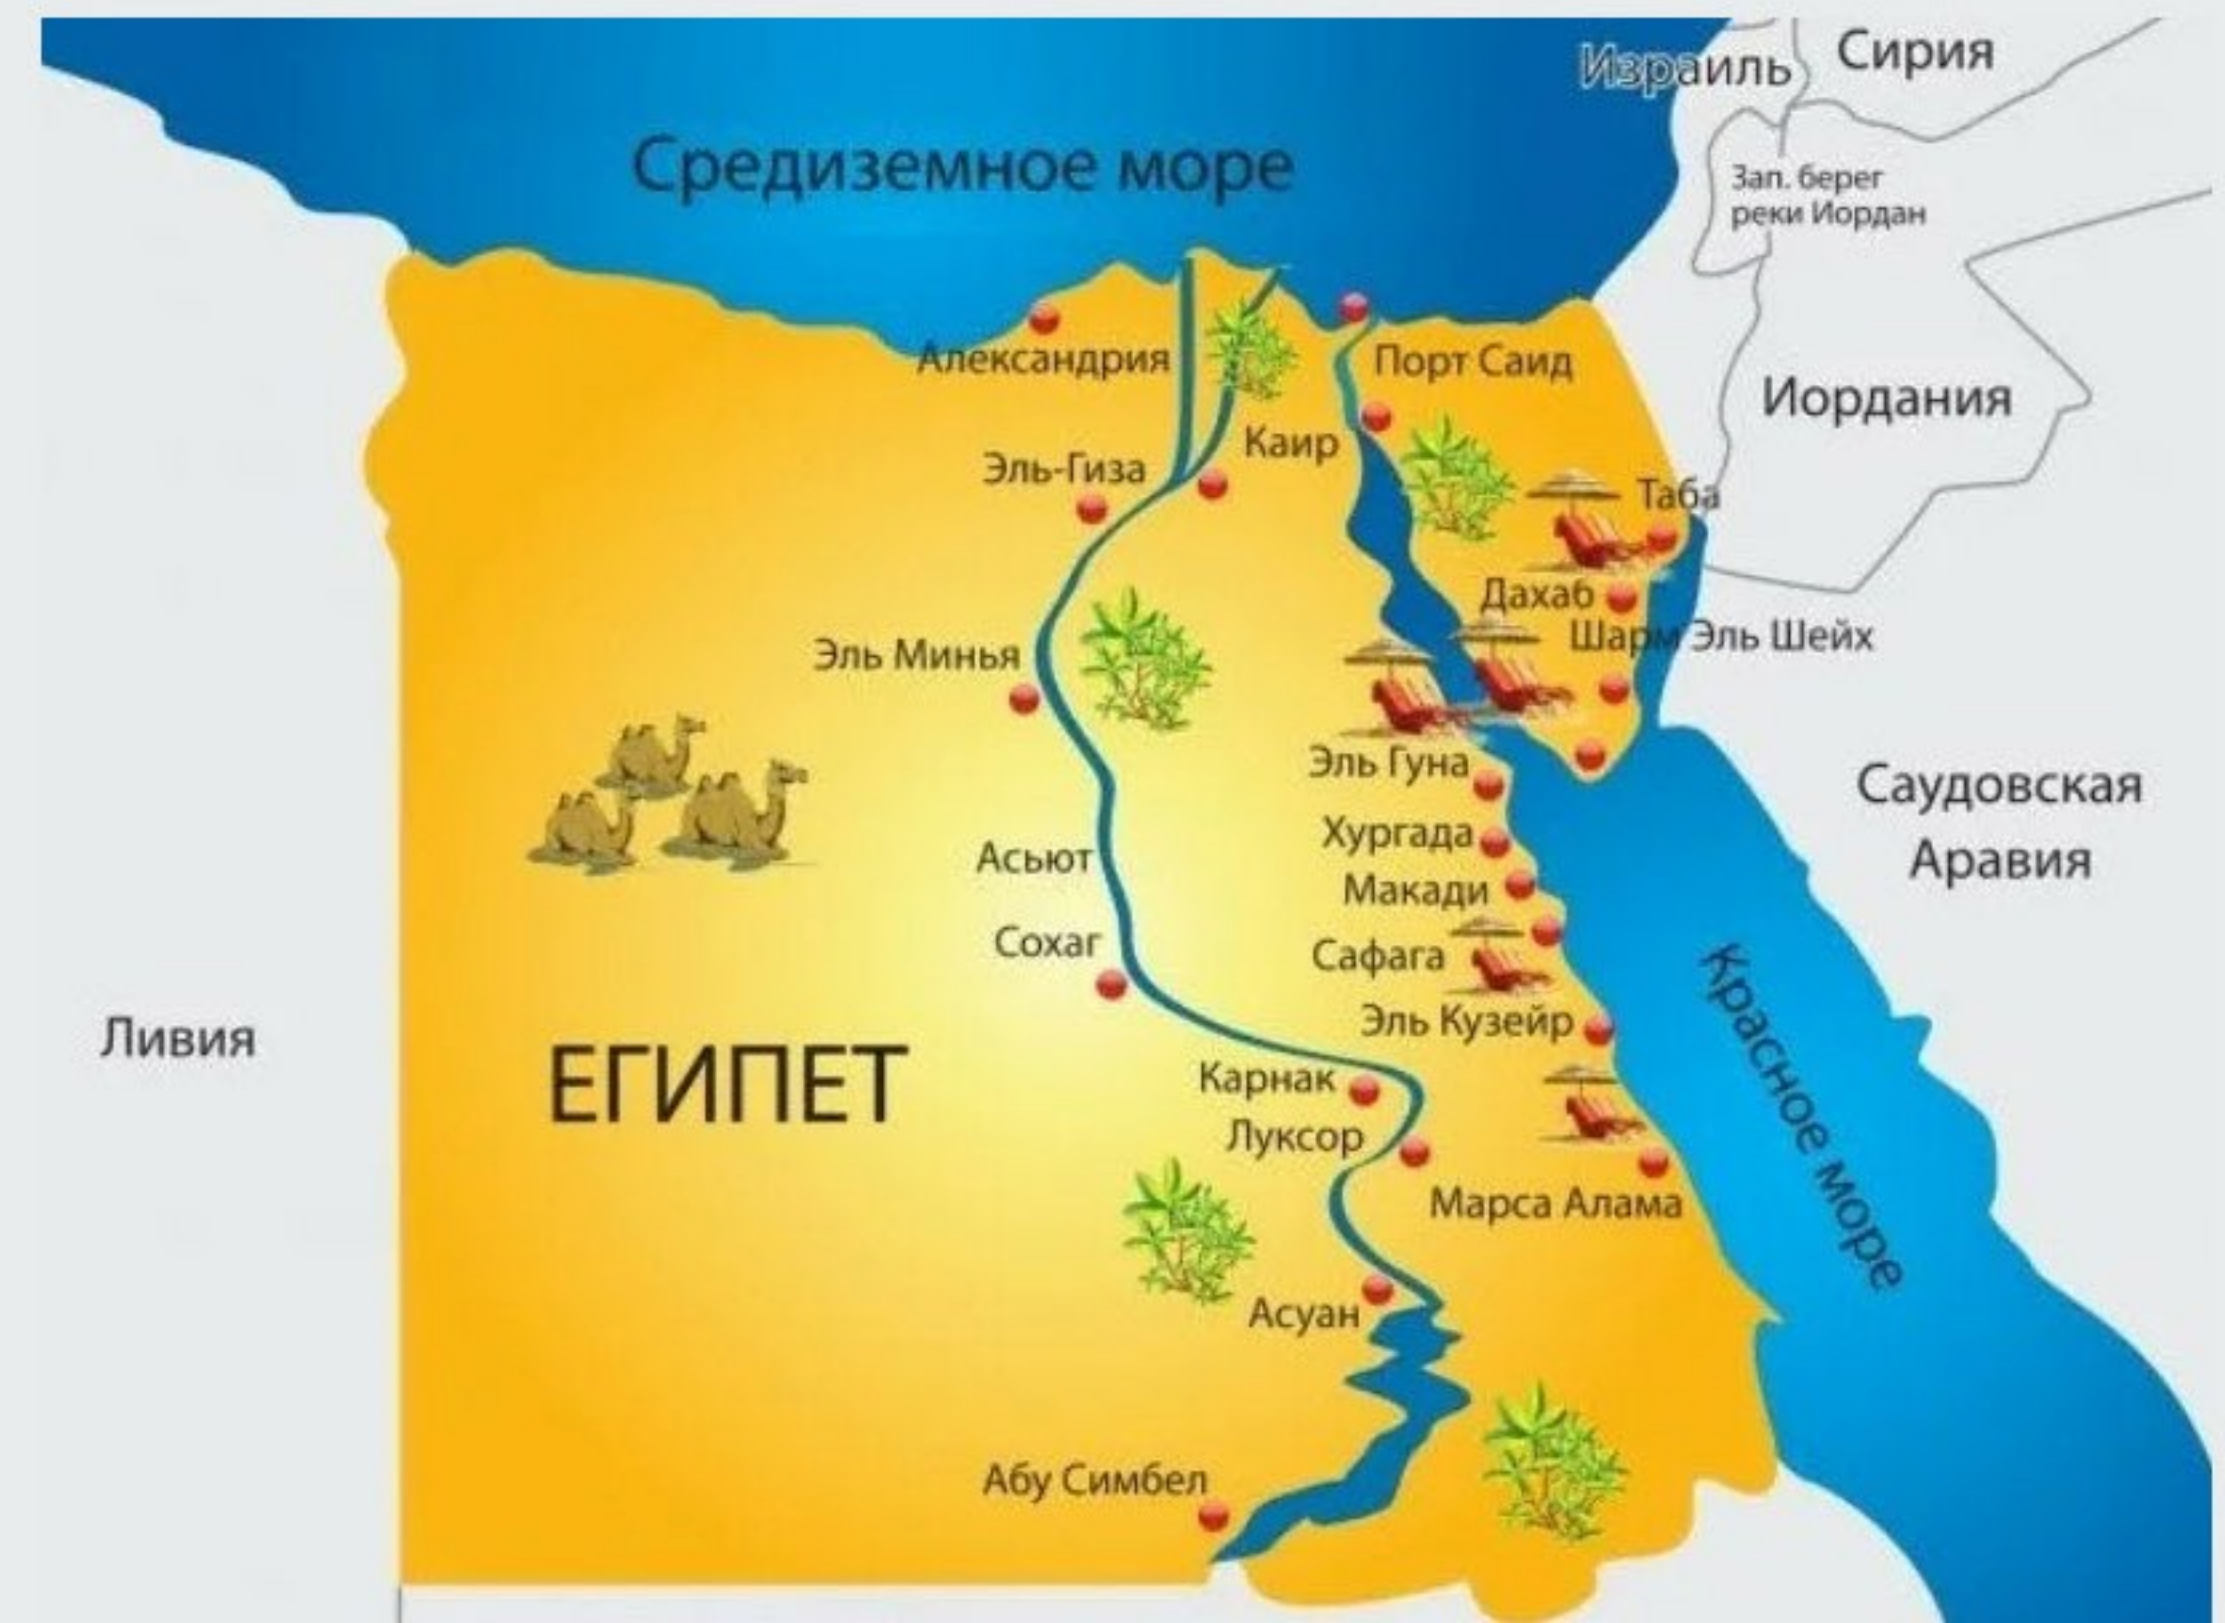 Израиль
Сирия
Средиземное море
Зап. берег
реки Иордан
Александрия
Порт Саид
Иордания
Каир
Эль-Гиза
Таба
Дахаб
Шарм Эль Шейх
Эль Минья
Эль Гуна
Саудовская
Аравия
Хургада
Асьют
Макади
Сохаг
Сафага
Красное море
Эль Кузейр
Ливия
ЕГИПЕТ
Карнак
Луксор
Марса Алама
Асуан
Абу Симбел